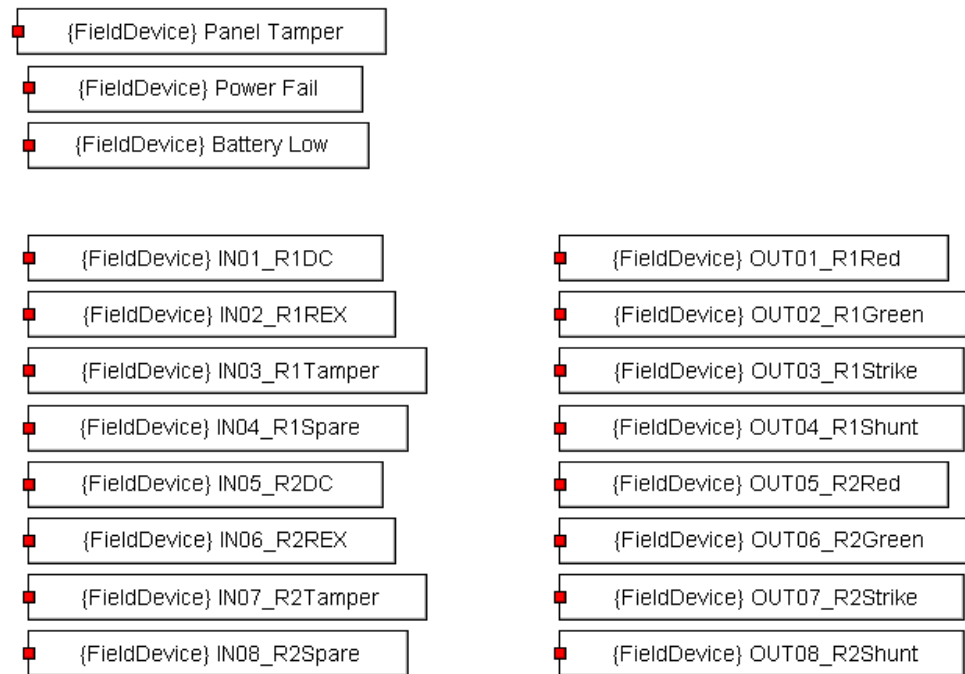 {FieldDevice} Panel Tamper
{FieldDevice} Power Fail
{FieldDevice} Battery Low
{FieldDevice} IN01_R1DC
{FieldDevice} IN02_R1REX
{FieldDevice} IN03_R1Tamper
{FieldDevice} IN04_R1Spare
{FieldDevice} IN05_R2DC
{FieldDevice} IN06_R2REX
{FieldDevice} IN07_R2Tamper
{FieldDevice} IN08_R2Spare
{FieldDevice} OUT01_R1Red
{FieldDevice} OUT02_R1Green
{FieldDevice} OUT03_R1Strike
{FieldDevice} OUT04_R1Shunt
{FieldDevice} OUT05_R2Red
{FieldDevice} OUT06_R2Green
{FieldDevice} OUT07_R2Strike
{FieldDevice} OUT08_R2Shunt